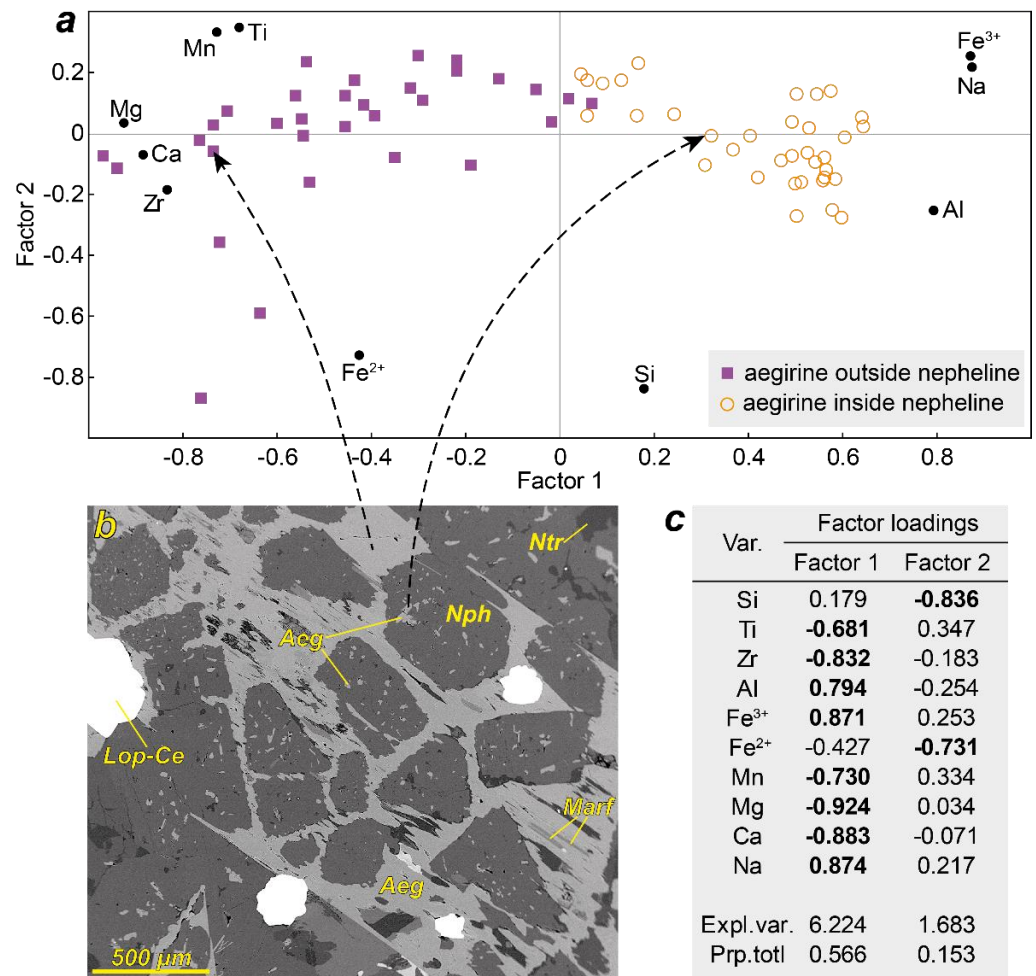 a
Mn
Ti
Fe3+
Na
Mg
Ca
Zr
Al
Fe2+
Si
0.2
0
-0.2
-0.4
-0.6
-0.8
Factor 2
aegirine outside nepheline
aegirine inside nepheline
-0.8
-0.6
-0.4
-0.2
0
0.2
0.4
0.6
0.8
Factor 1
b
Ntr
Aeg
Nph
Lop-Ce
Marf
Aeg
500 µm
c
Var. Factor loadings
Factor 1 Factor 2
Si 0.179 -0.836
Ti -0.681 0.347
Zr -0.832 -0.183
Al 0.794 -0.254
Fe3+ 0.871 0.253
Fe2+ -0.427 -0.731
Mn -0.730 0.334
Mg -0.924 0.034
Ca -0.883 -0.071
Na 0.874 0.217
Expl.var. 6.224 1.683
Prp.totl 0.566 0.153